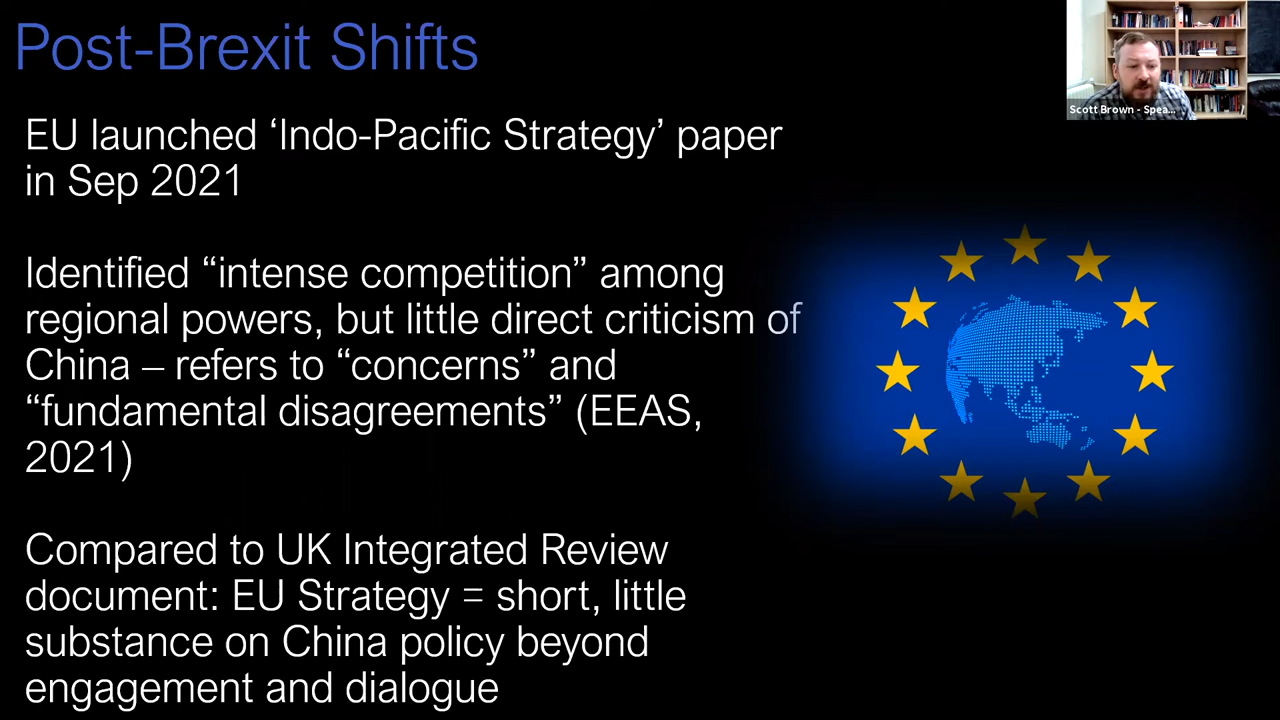 Post-Brexit Shifts
Scott Brown - Spea...
EU launched ‘Indo-Pacific Strategy’ paper
in Sep 2021
Identified “intense competition” among
regional powers, but little direct criticism of
China – refers to “concerns” and
“fundamental disagreements” (EEAS,
2021)
Compared to UK Integrated Review
document: EU Strategy = short, little
substance on China policy beyond
engagement and dialogue